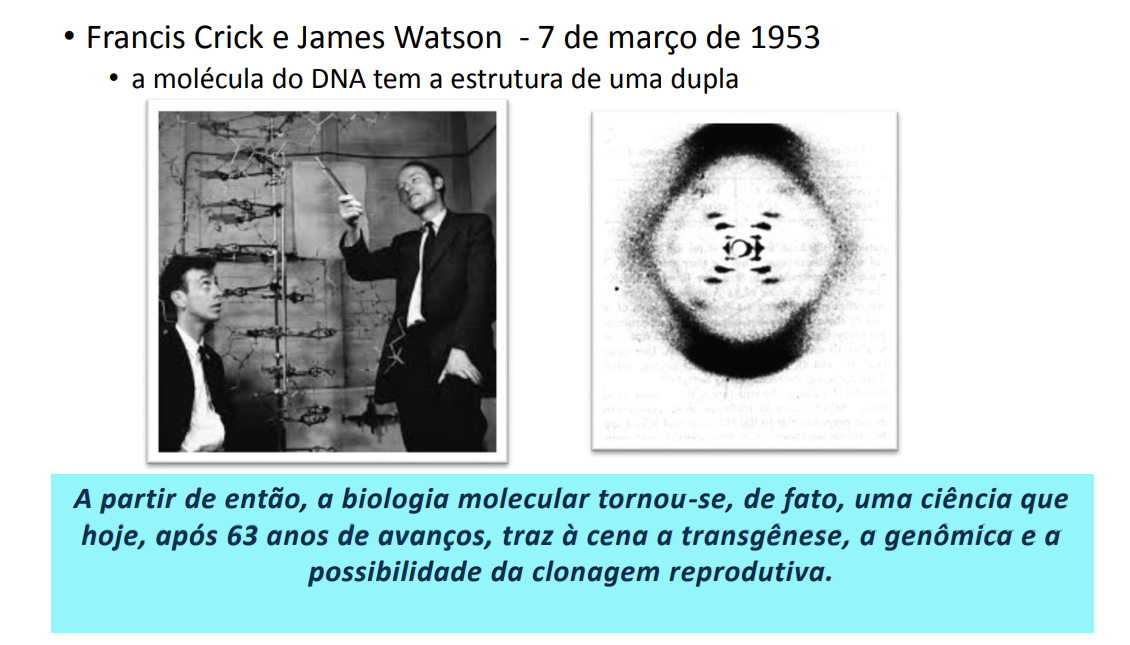 • Francis Crick e James Watson - 7 de março de 1953
• a molécula do DNA tem a estrutura de uma dupla
A partir de então, a biologia molecular tornou-se, de fato, uma ciência que
hoje, após 63 anos de avanços, traz à cena a transgênese, a genômica e a
possibilidade da clonagem reprodutiva.